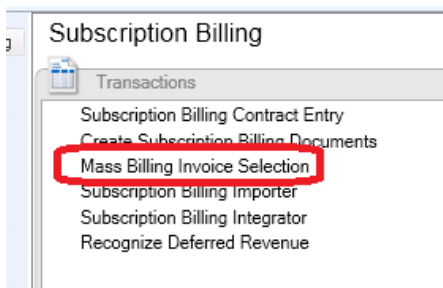 g
Subscription Billing
Transactions
Subscription Billing Contract Entry
Create Subscription Billing Documents
Mass Billing Invoice Selection
Subscription Billing Importer
Subscription Billing Integrator
Recognize Deferred Revenue